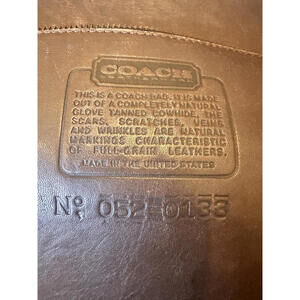 COACH
THIS IS A COACH BAG. IT IS MADE
OUT OF A COMPLETELY NATURAL
GLOVE TANNED COWHIDE, THE
SCARS, SCRATCHES, VEINS
AND WRINKLES ARE NATURAL
MARKINGS CHARACTERISTIC
OF FULL-GRAIN LEATHERS.
MADE IN THE UNITED STATES
No 052-0133